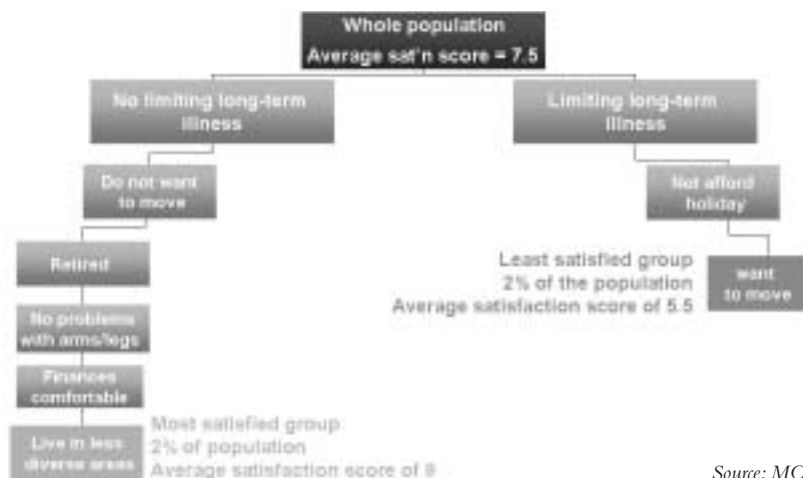 Whole population
Average sat'n score = 7.5
No limiting long-term
illness
Limiting long-term
illness
Do not want
to move
Not afford
holiday
Retired
Least satisfied group
2% of the population
Average satisfaction score of 5.5
want
to move
No problems
with arms/legs
Finances
comfortable
Live in less
diverse areas
Most satisfied group
2% of population
Average satisfaction score of 9
Source: MO